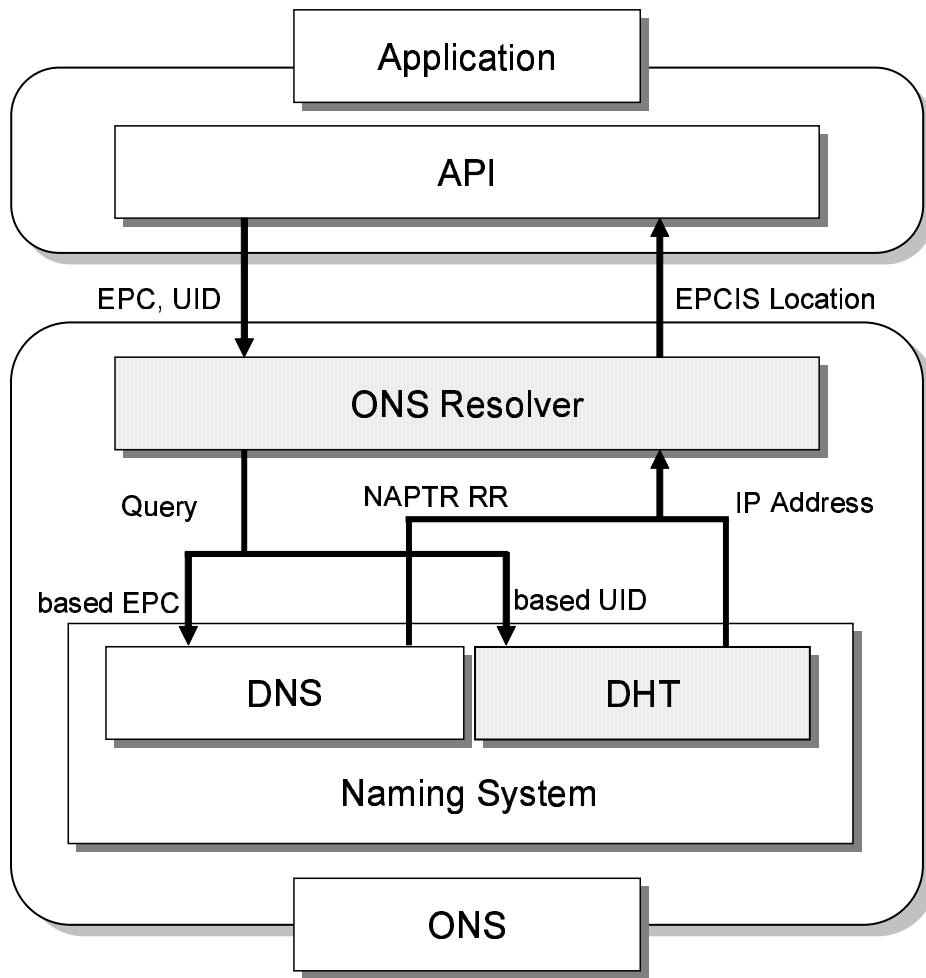 Application
API
EPC, UID
EPCIS Location
ONS Resolver
Query
NAPTR RR
IP Address
based EPC
based UID
DNS
DHT
Naming System
ONS